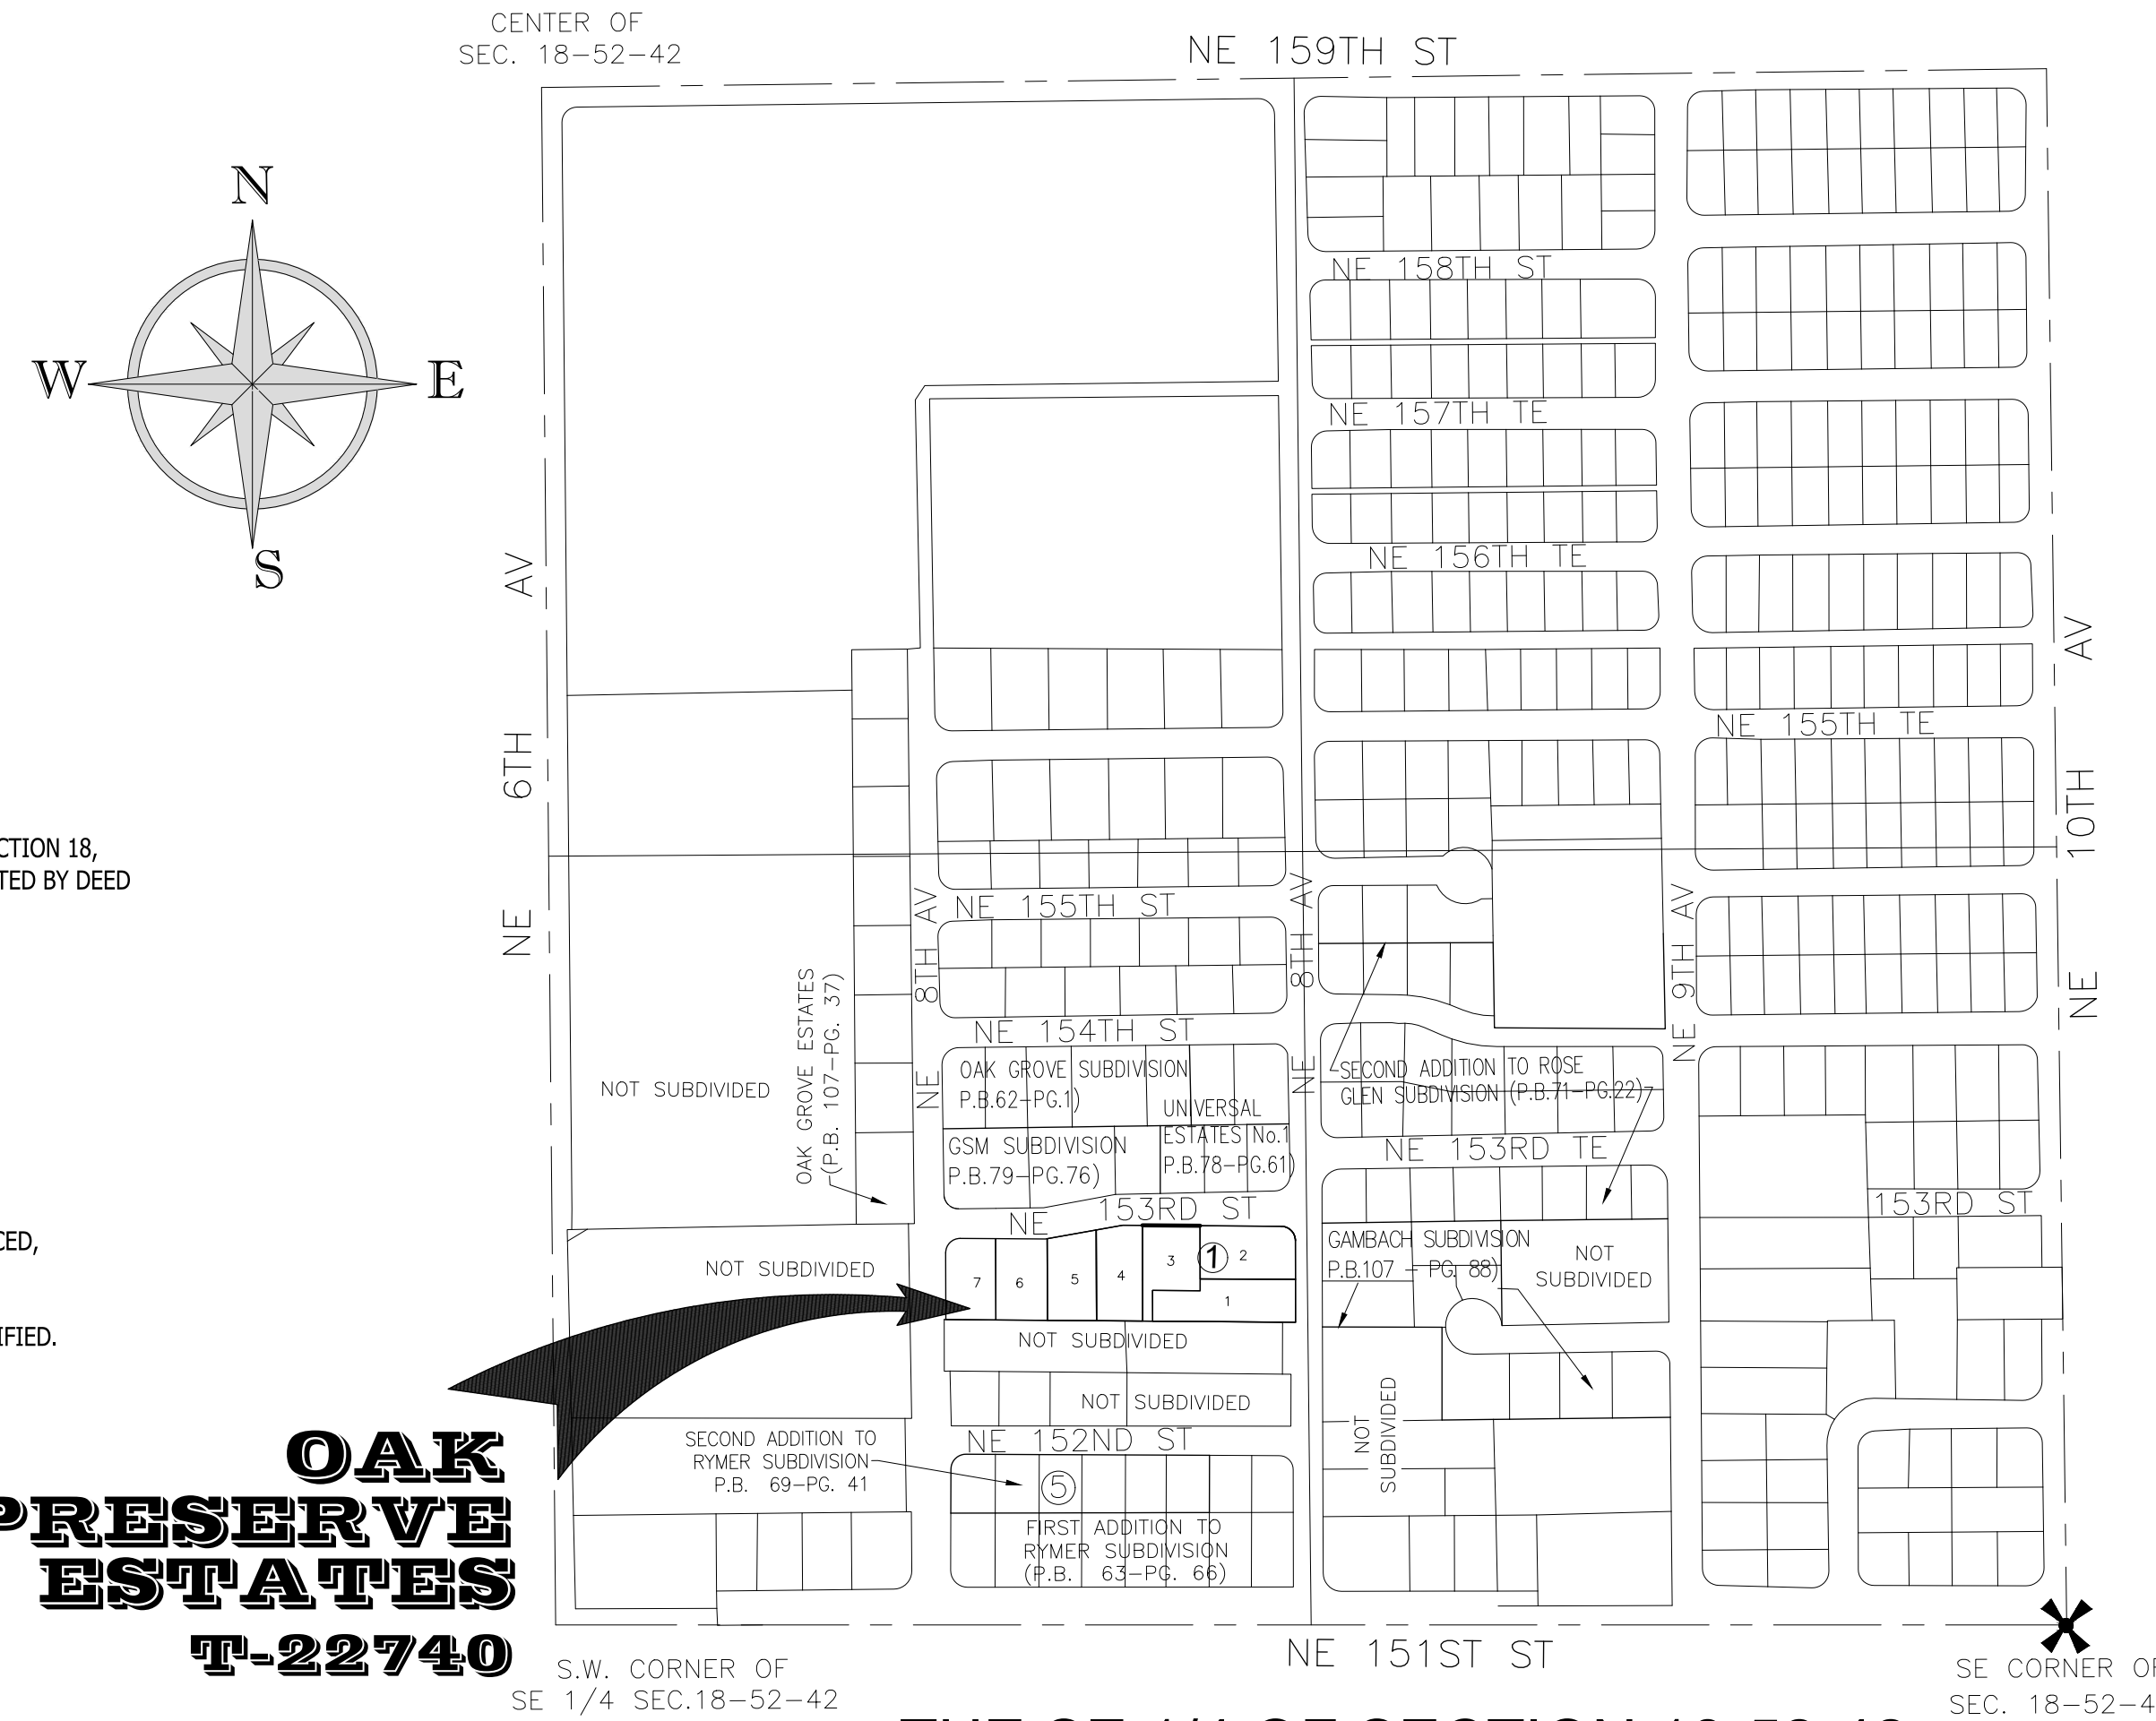 CENTER OF
SEC. 18-52-42
NE 159TH ST
N
W
E
S
NE 158TH ST
NE 157TH TE
NE 156TH TE
NE 155TH TE
NE 6TH AV
NE 10TH AV
CTION 18,
TED BY DEED
NE 8TH AV
NE 155TH ST
NE 8TH AV
NE 9TH AV
OAK GROVE ESTATES
(P.B. 107-PG. 37)
NE 154TH ST
NOT SUBDIVIDED
OAK GROVE SUBDIVISION
P.B.62-PG.1)
UNIVERSAL
ESTATES No.1
P.B.78-PG.61)
GSM SUBDIVISION
P.B.79-PG.76)
SECOND ADDITION TO ROSE
GLEN SUBDIVISION (P.B.71-PG.22)
NE 153RD TE
NE 153RD ST
153RD ST
CED,
NOT SUBDIVIDED
7 6 5 4 3 1 2
1
GAMBACH SUBDIVISION
P.B.107 - PG. 88)
NOT
SUBDIVIDED
IFIED.
NOT SUBDIVIDED
NOT SUBDIVIDED
NOT
SUBDIVIDED
NE 152ND ST
SECOND ADDITION TO
RYMER SUBDIVISION
P.B. 69-PG. 41
5
FIRST ADDITION TO
RYMER SUBDIVISION
(P.B. 63-PG. 66)
OAK
PRESERVE
ESTATES
T-22740
NE 151ST ST
S.W. CORNER OF
SE 1/4 SEC.18-52-42
SE CORNER OF
SEC. 18-52-4